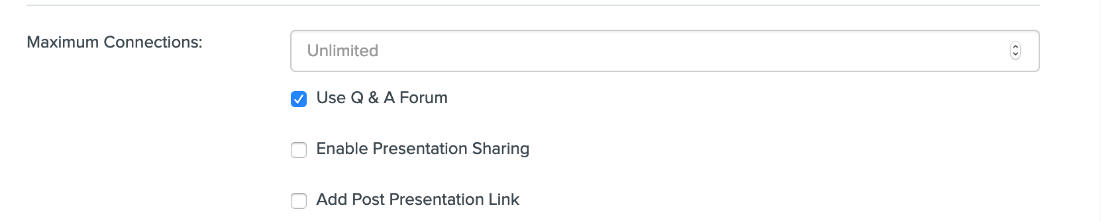 Maximum Connections:
Unlimited
Use Q & A Forum
Enable Presentation Sharing
Add Post Presentation Link